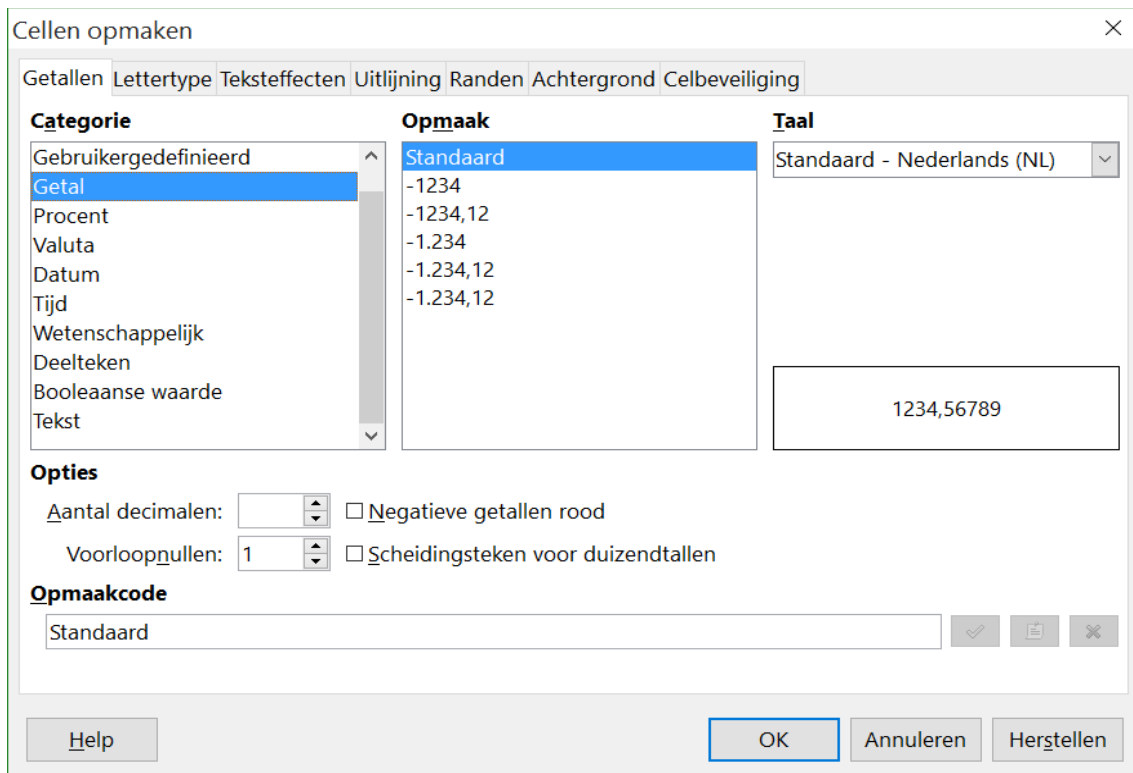 Cellen opmaken
Getallen Lettertype Teksteffecten Uitlijning Randen Achtergrond Celbeveiliging
Categorie
Gebruikergedefinieerd
Getal
Procent
Valuta
Datum
Tijd
Wetenschappelijk
Deelteken
Booleaanse waarde
Tekst
Opmaak
Standaard
-1234
-1234,12
-1.234
-1.234,12
-1.234,12
Taal
Standaard - Nederlands (NL)
1234,56789
Opties
Aantal decimalen:
Negatieve getallen rood
Voorloopnullen: 1
Scheidingsteken voor duizendtallen
Opmaakcode
Standaard
Help
OK
Annuleren
Herstellen